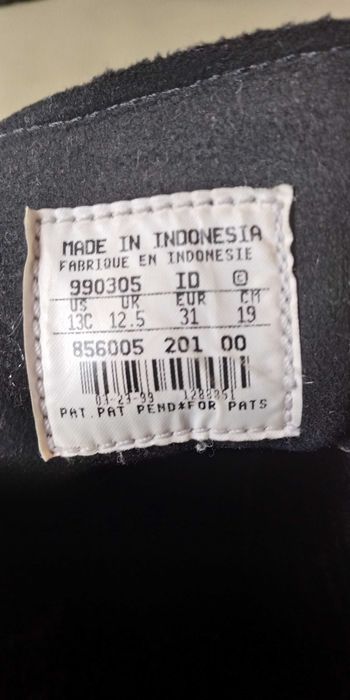 MADE IN INDONESIA
FABRIQUE EN INDONESIE
990305 ID ©
US UK EUR CM
13C 12.5 31 19
856005 201 00
03-23-99 1288851
PAT.PAT PEND*FOR PATS